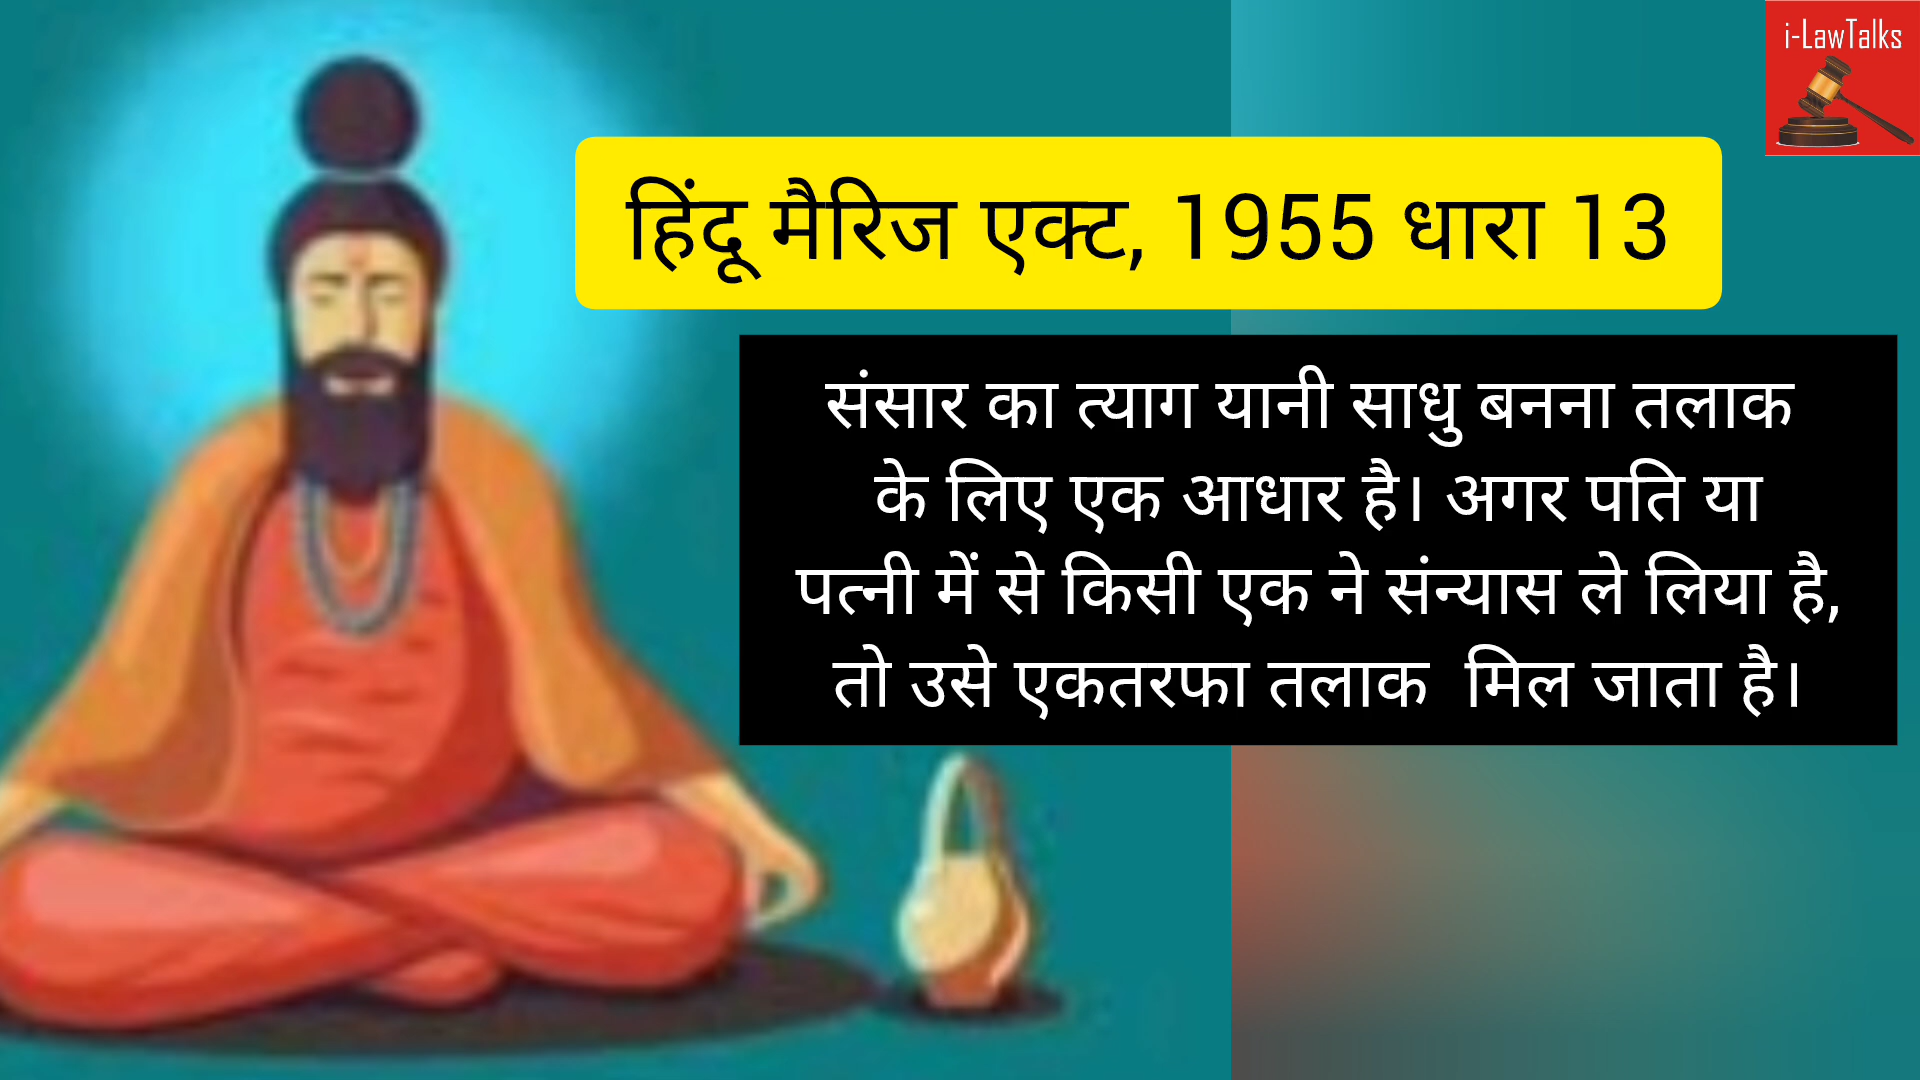 i-LawTalks
हिंदू मैरिज एक्ट, 1955 धारा 13
संसार का त्याग यानी साधु बनना तलाक
के लिए एक आधार है। अगर पति या
पत्नी में से किसी एक ने संन्यास ले लिया है,
तो उसे एकतरफा तलाक  मिल जाता है।